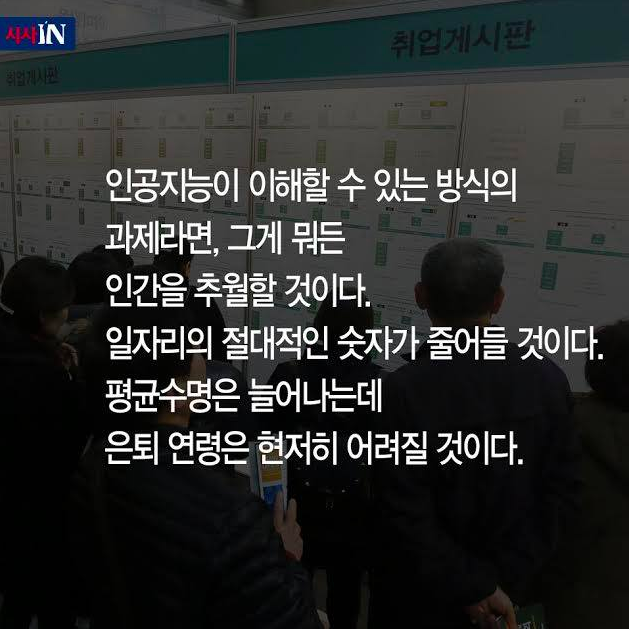 시사IN
취업게시판
취업게시판
인공지능이 이해할 수 있는 방식의
과제라면, 그게 뭐든
인간을 추월할 것이다.
일자리의 절대적인 숫자가 줄어들 것이다.
평균수명은 늘어나는데
은퇴 연령은 현저히 어려질 것이다.